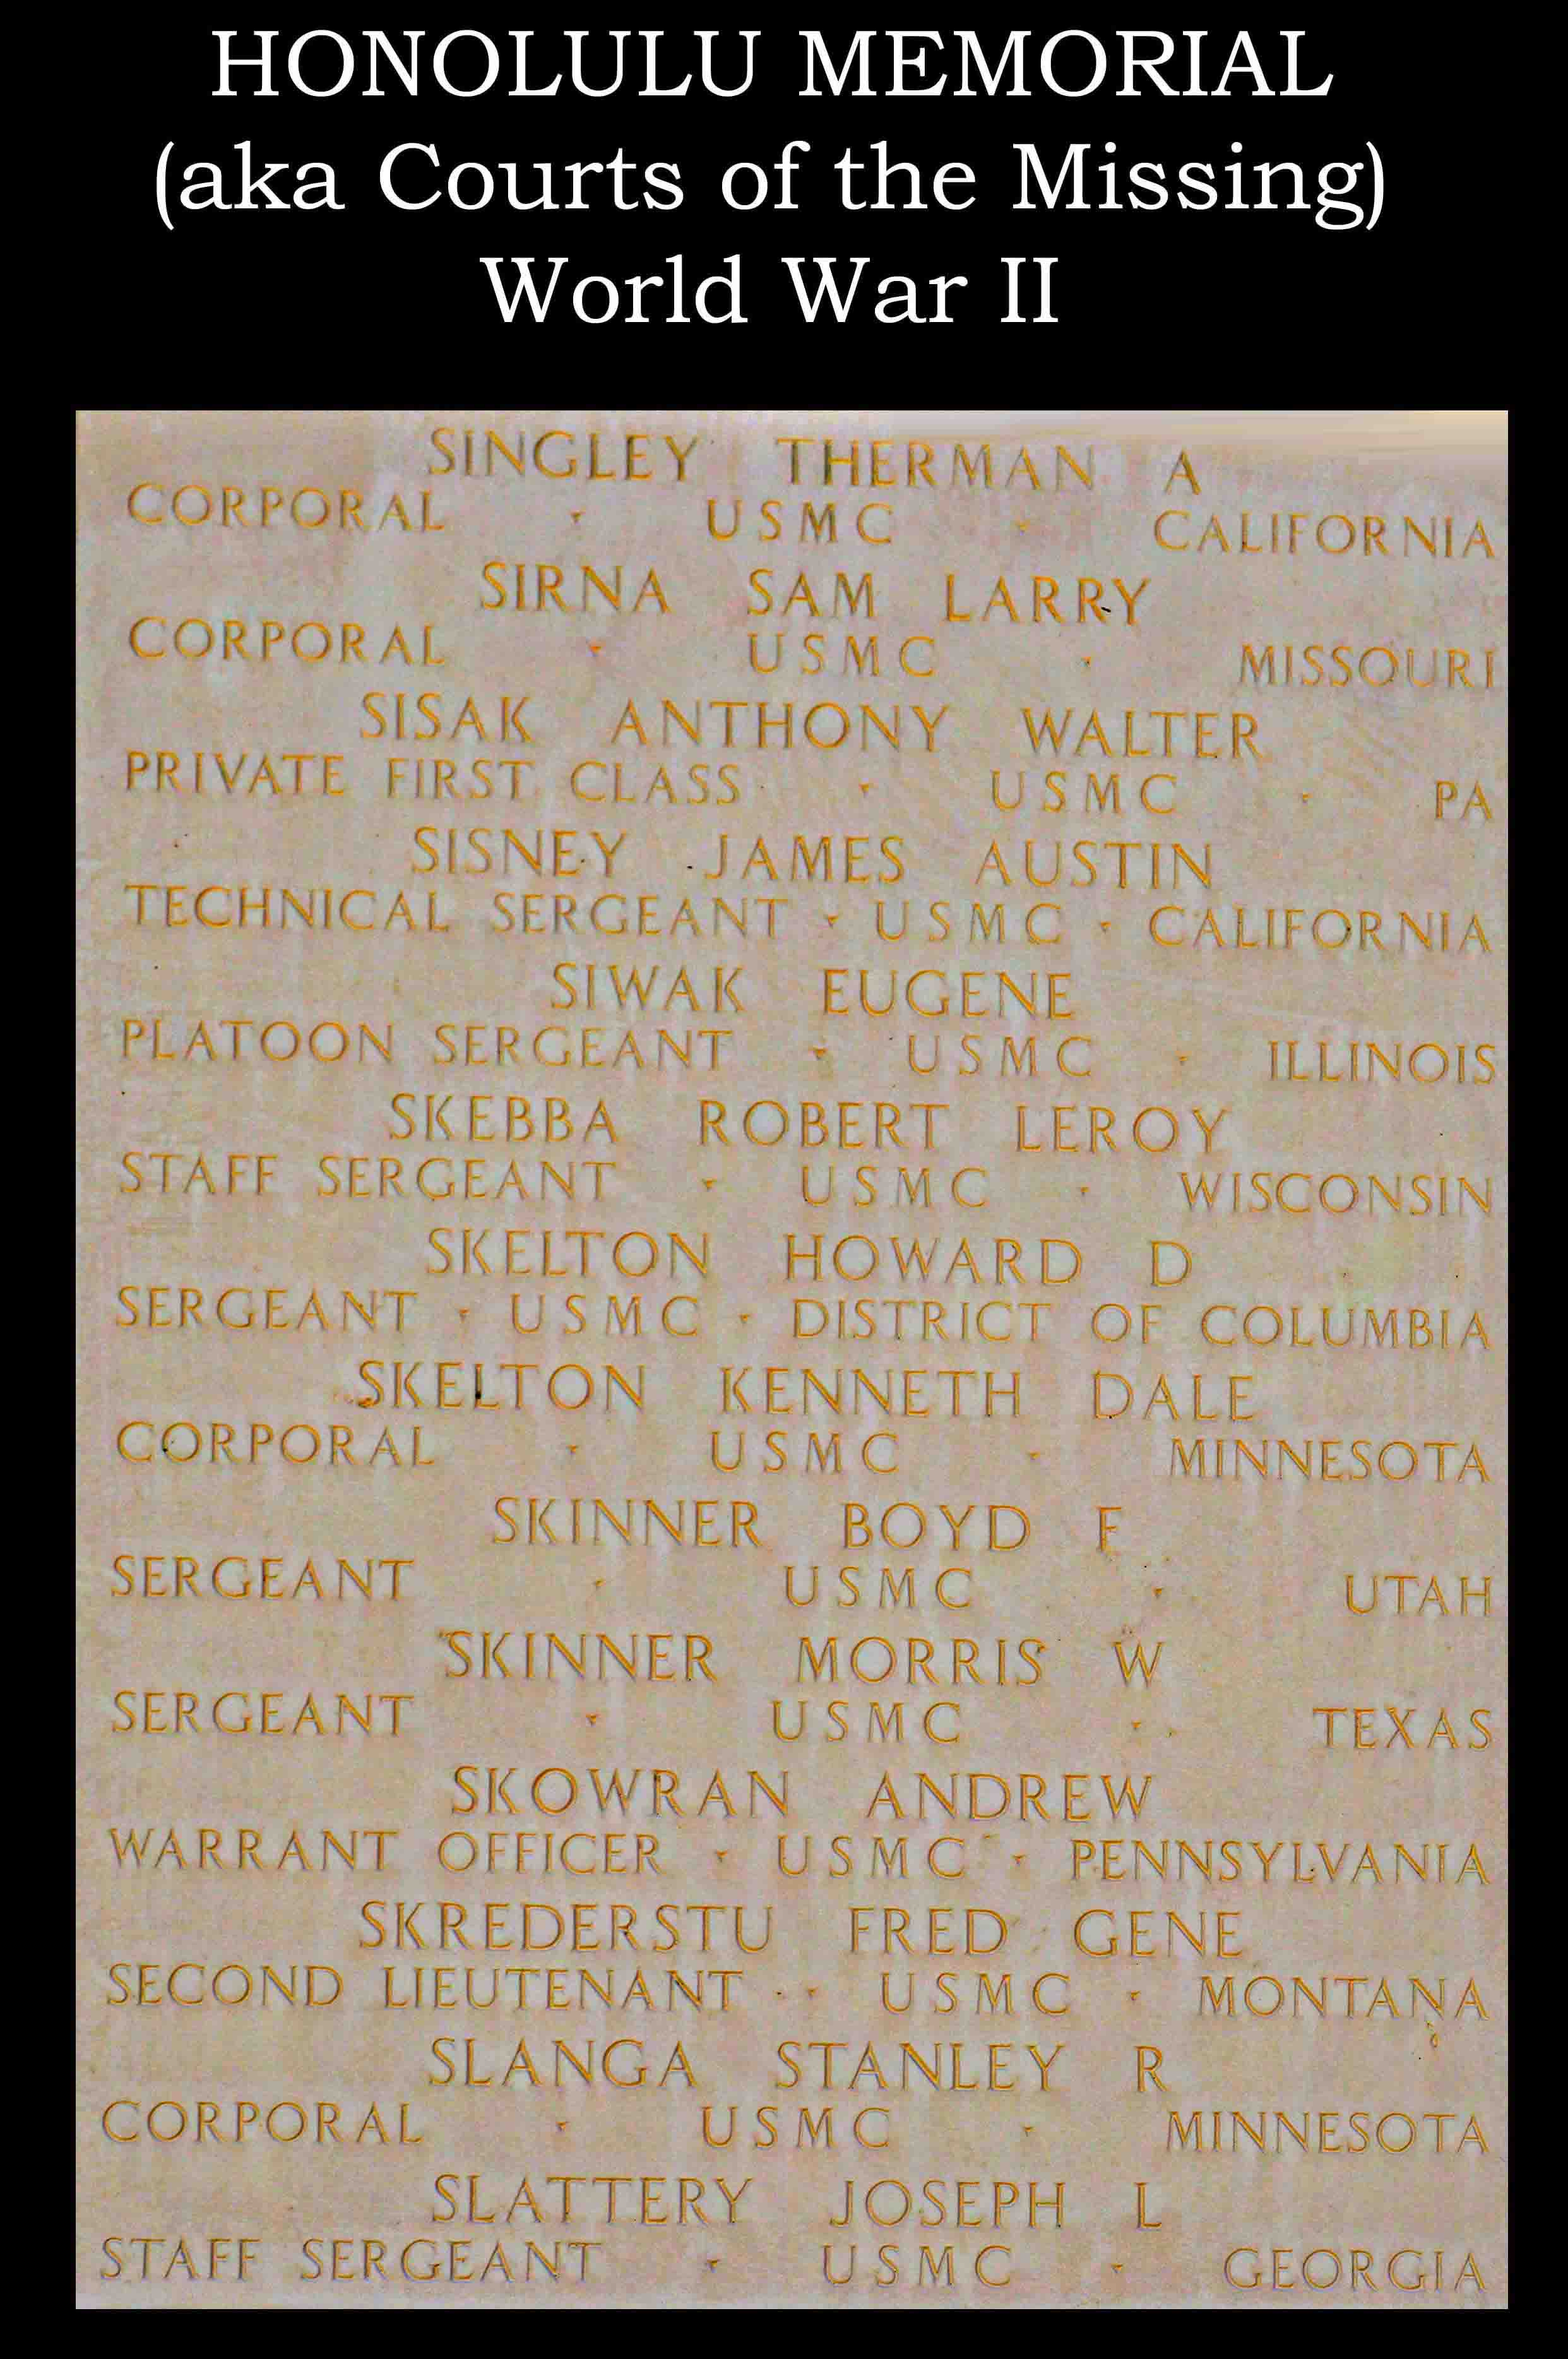 HONOLULU MEMORIAL
(aka Courts of the Missing)
World War II
SINGLEY THERMAN A
CORPORAL · USMC · CALIFORNIA
SIRNA SAM LARRY
CORPORAL · USMC · MISSOURI
SISAK ANTHONY WALTER
PRIVATE FIRST CLASS · USMC · PA
SISNEY JAMES AUSTIN
TECHNICAL SERGEANT · USMC · CALIFORNIA
SIWAK EUGENE
PLATOON SERGEANT · USMC · ILLINOIS
SKEBBA ROBERT LEROY
STAFF SERGEANT · USMC · WISCONSIN
SKELTON HOWARD D
SERGEANT · USMC · DISTRICT OF COLUMBIA
SKELTON KENNETH DALE
CORPORAL · USMC · MINNESOTA
SKINNER BOYD F
SERGEANT · USMC · UTAH
SKINNER MORRIS W
SERGEANT · USMC · TEXAS
SKOWRAN ANDREW
WARRANT OFFICER · USMC · PENNSYLVANIA
SKREDERSTU FRED GENE
SECOND LIEUTENANT · USMC · MONTANA
SLANGA STANLEY R
CORPORAL · USMC · MINNESOTA
SLATTERY JOSEPH L
STAFF SERGEANT · USMC · GEORGIA